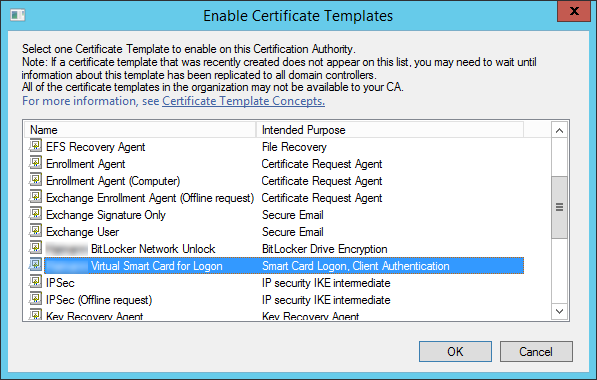 Enable Certificate Templates
Select one Certificate Template to enable on this Certification Authority.
Note: If a certificate template that was recently created does not appear on this list, you may need to wait until
information about this template has been replicated to all domain controllers.
All of the certificate templates in the organization may not be available to your CA.
For more information, see Certificate Template Concepts.
Name Intended Purpose
EFS Recovery Agent File Recovery
Enrollment Agent Certificate Request Agent
Enrollment Agent (Computer) Certificate Request Agent
Exchange Enrollment Agent (Offline request) Certificate Request Agent
Exchange Signature Only Secure Email
Exchange User Secure Email
BitLocker Network Unlock BitLocker Drive Encryption
Virtual Smart Card for Logon Smart Card Logon, Client Authentication
IPSec IP security IKE intermediate
IPSec (Offline request) IP security IKE intermediate
Key Recovery Agent Key Recovery Agent
OK Cancel